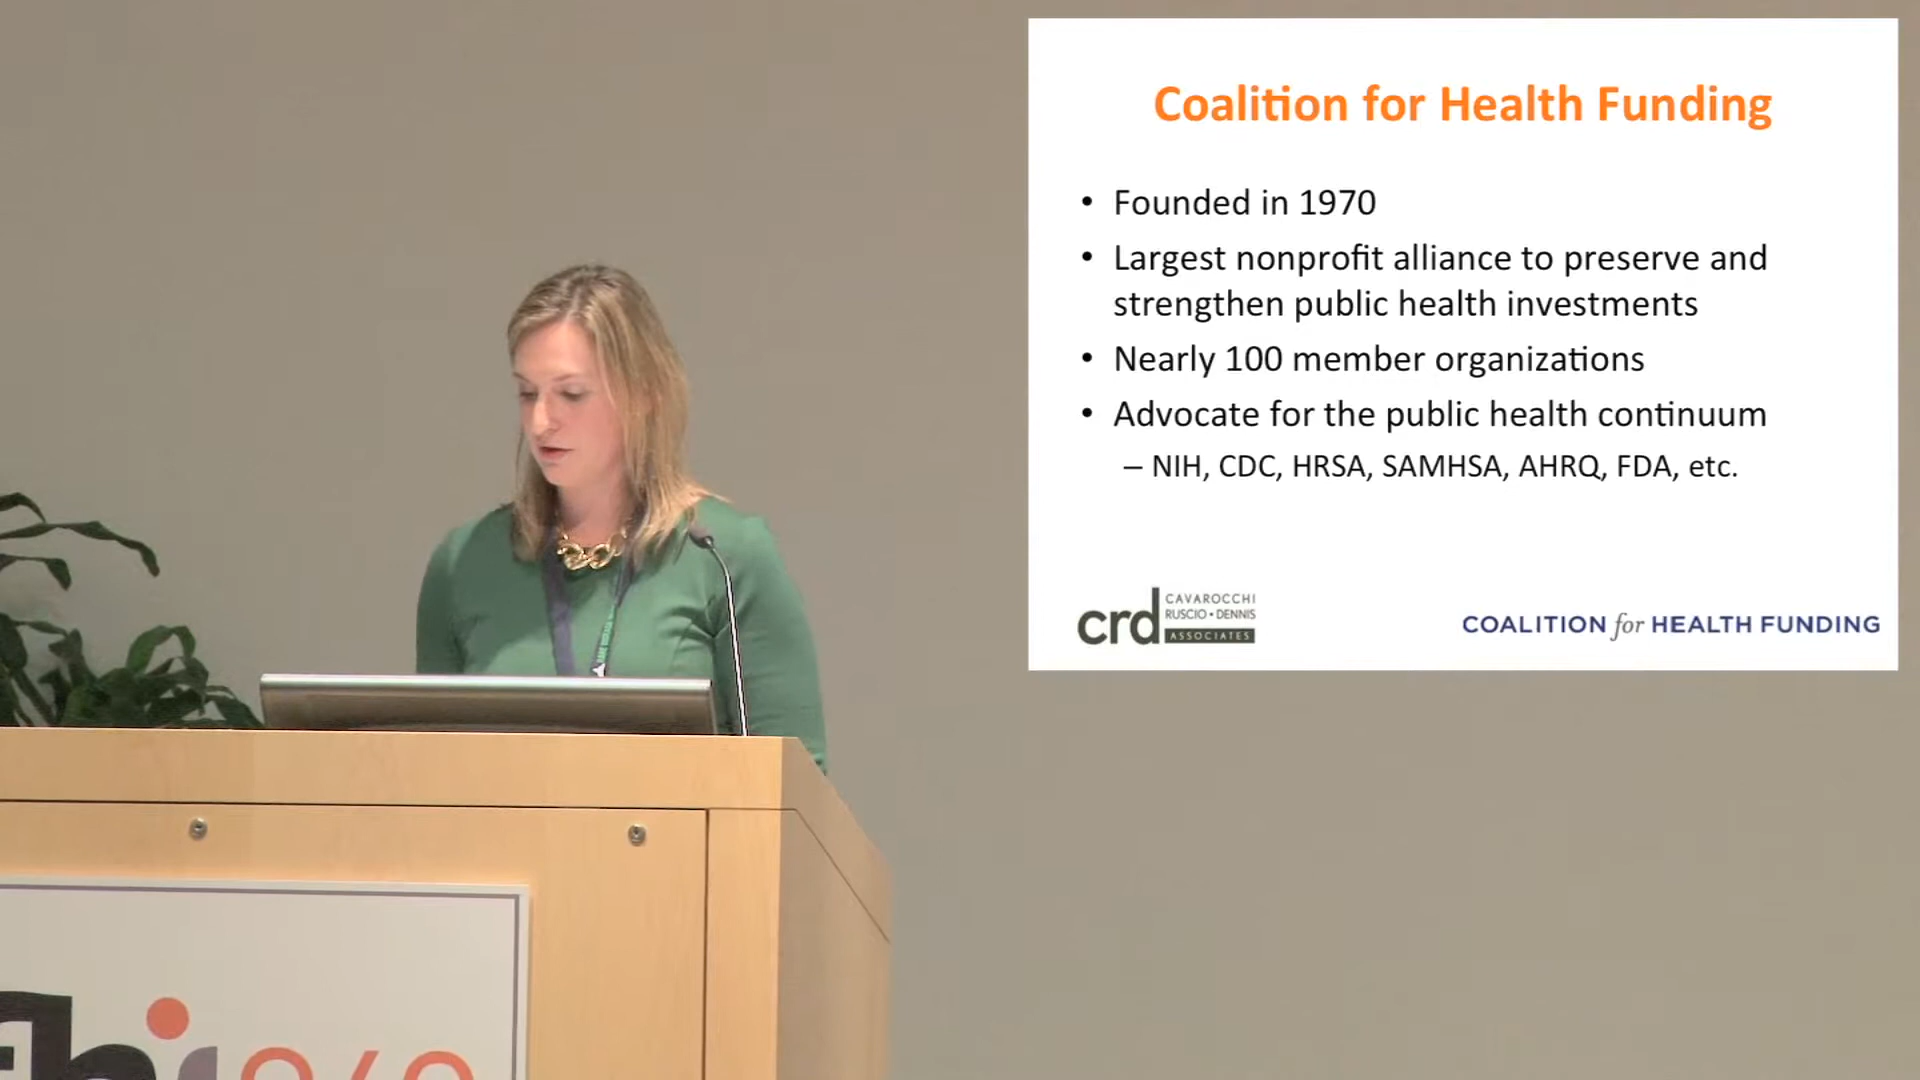 Coalition for Health Funding
• Founded in 1970
• Largest nonprofit alliance to preserve and
strengthen public health investments
• Nearly 100 member organizations
• Advocate for the public health continuum
– NIH, CDC, HRSA, SAMHSA, AHRQ, FDA, etc.
crd
CAVAROCCHI
RUSCIO • DENNIS
ASSOCIATES
COALITION for HEALTH FUNDING
fhi 360